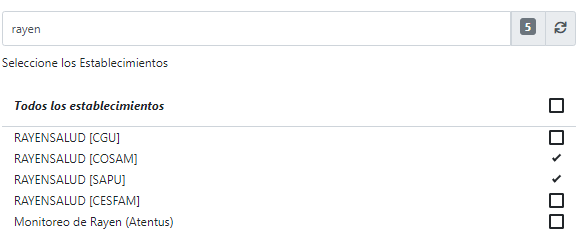 rayen
5
Seleccione los Establecimientos
Todos los establecimientos
RAYENSALUD [CGU]
RAYENSALUD [COSAM]
RAYENSALUD [SAPU]
RAYENSALUD [CESFAM]
Monitoreo de Rayen (Atentus)